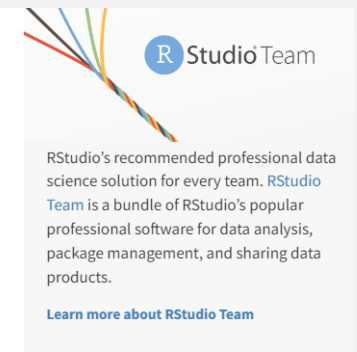 R Studio® Team
RStudio's recommended professional data
science solution for every team. RStudio
Team is a bundle of RStudio's popular
professional software for data analysis,
package management, and sharing data
products.
Learn more about RStudio Team